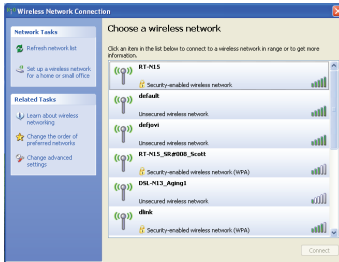 Wireless Network Connection
Network Tasks
Refresh network list
Set up a wireless network
for a home or small office
Related Tasks
Learn about wireless
networking
Change the order of
preferred networks
Change advanced
settings
Choose a wireless network
Click an item in the list below to connect to a wireless network in range or to get more
information.
RT-N15
Security-enabled wireless network
default
Unsecured wireless network
defjovi
Unsecured wireless network
RT-N15_SR#008_Scott
Security-enabled wireless network (WPA)
DSL-N13_Aging1
Unsecured wireless network
dlink
Security-enabled wireless network (WPA)
Connect